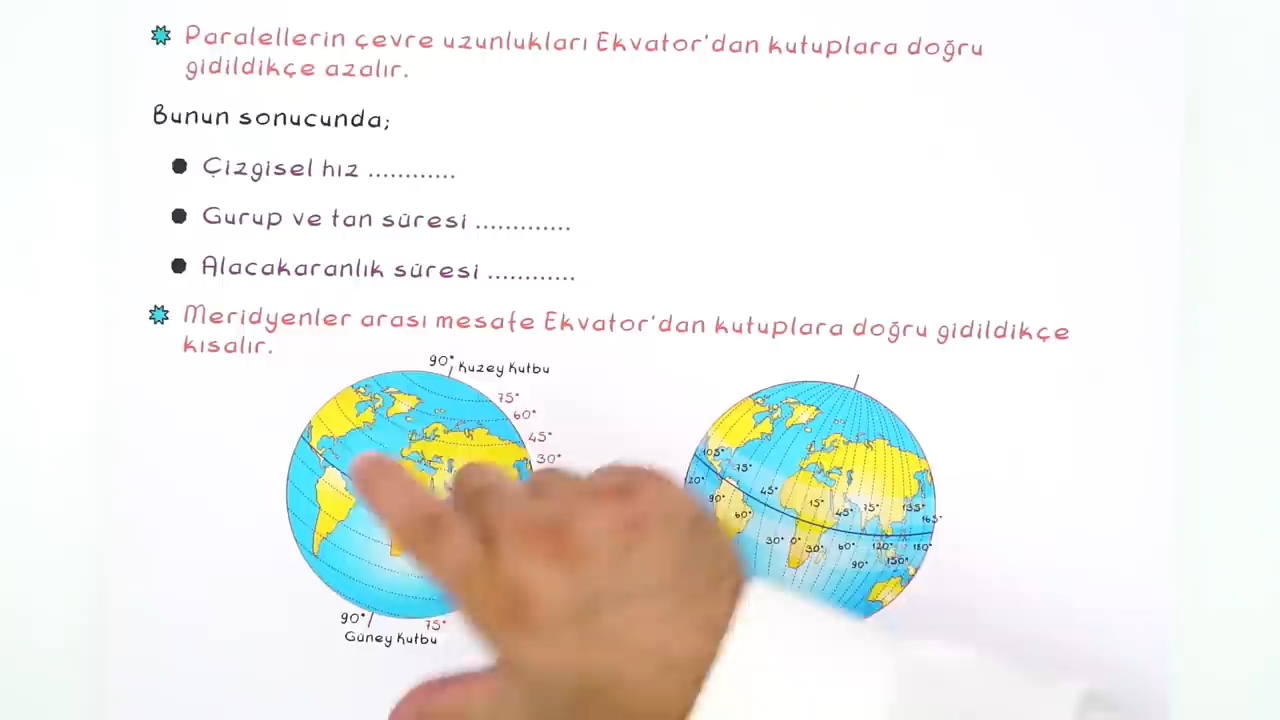 Paralellerin çevre uzunlukları Ekvator'dan kutuplara doğru
gidildikçe azalır.
Bunun sonucunda;
Çizgisel hız ............
Gurup ve tan süresi .............
Alacakaranlık süresi ............
Meridyenler arası mesafe Ekvator'dan kutuplara doğru gidildikçe
kısalır.
90° Kuzey Kutbu
75°
60°
45°
30°
90°
75°
Güney Kutbu
105°
75°
90°
60°
45°
15°
45°
75°
135°
165°
30°
0°
30°
60°
120°
180°
90°
150°